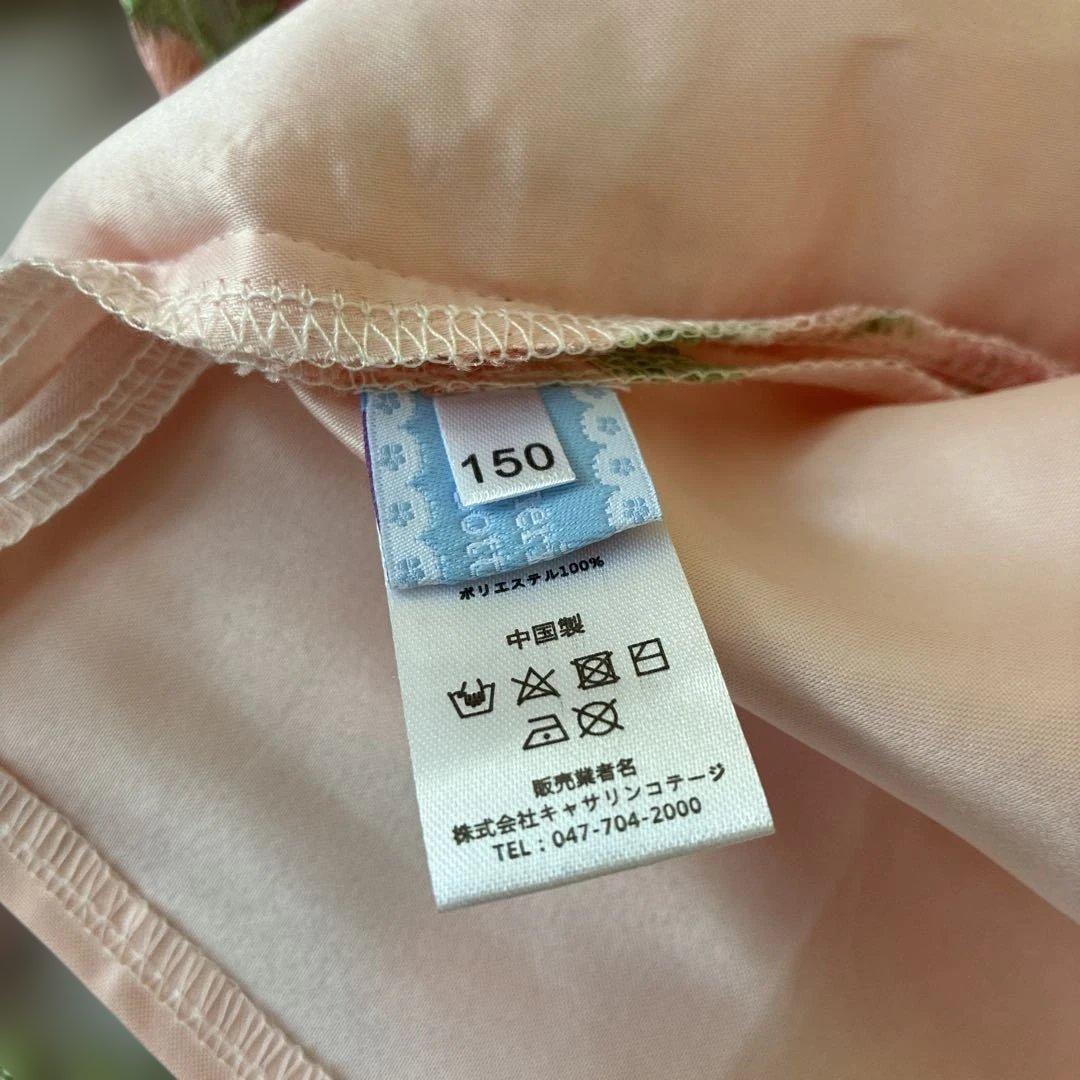 150
ポリエステル100%
中国製
販売業者名
株式会社キャサリンコテージ
TEL : 047-704-2000